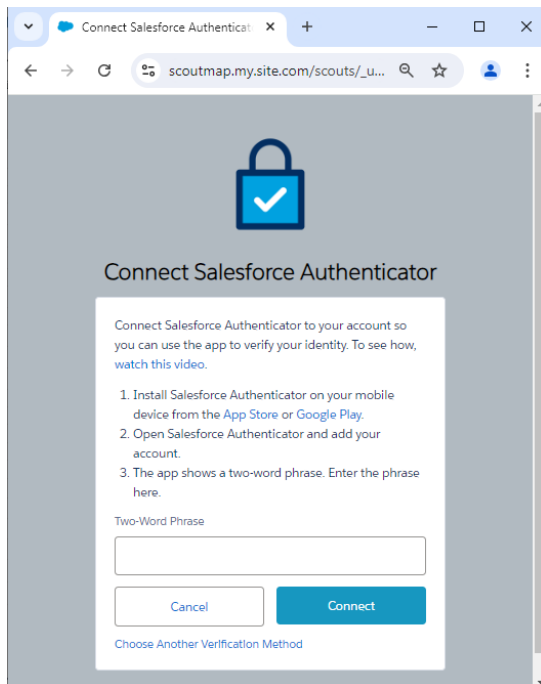 Connect Salesforce Authenticat
scoutmap.my.site.com/scouts/_u...
Connect Salesforce Authenticator
Connect Salesforce Authenticator to your account so
you can use the app to verify your identity. To see how,
watch this video.
1. Install Salesforce Authenticator on your mobile
device from the App Store or Google Play.
2. Open Salesforce Authenticator and add your
account.
3. The app shows a two-word phrase. Enter the phrase
here.
Two-Word Phrase
Cancel
Connect
Choose Another Verification Method